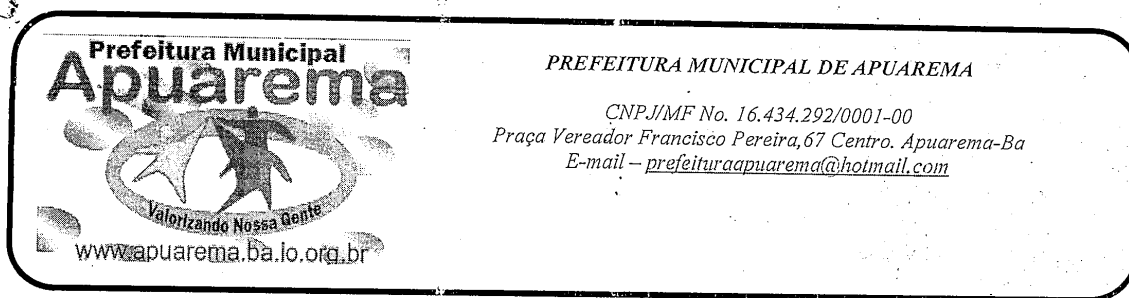 Prefeitura Municipal
Apuarema
Valorizando Nossa Gente
www.apuarema.ba.io.org.br
PREFEITURA MUNICIPAL DE APUAREMA
CNPJ/MF No. 16.434.292/0001-00
Praça Vereador Francisco Pereira,67 Centro. Apuarema-Ba
E-mail – prefeituraapuarema@hotmail.com